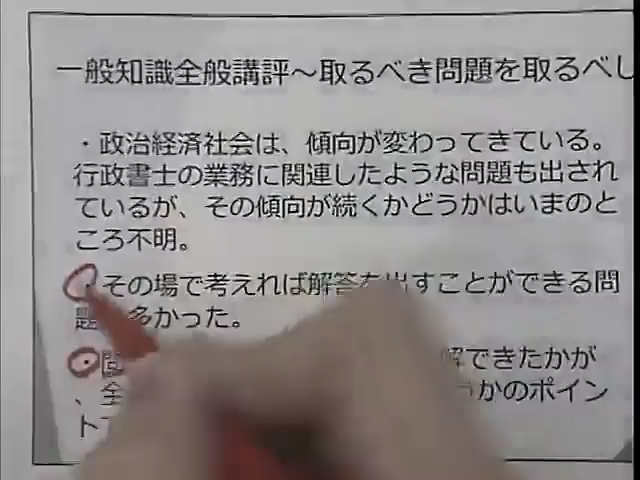 一般知識全般講評～取るべき問題を取るべし
・政治経済社会は、傾向が変わってきている。
行政書士の業務に関連したような問題も出され
ているが、その傾向が続くかどうかはいまのと
ころ不明。
・その場で考えれば解答を出すことができる問
題 多かった。
・ 解できたかが
、全 かのポイン
ト